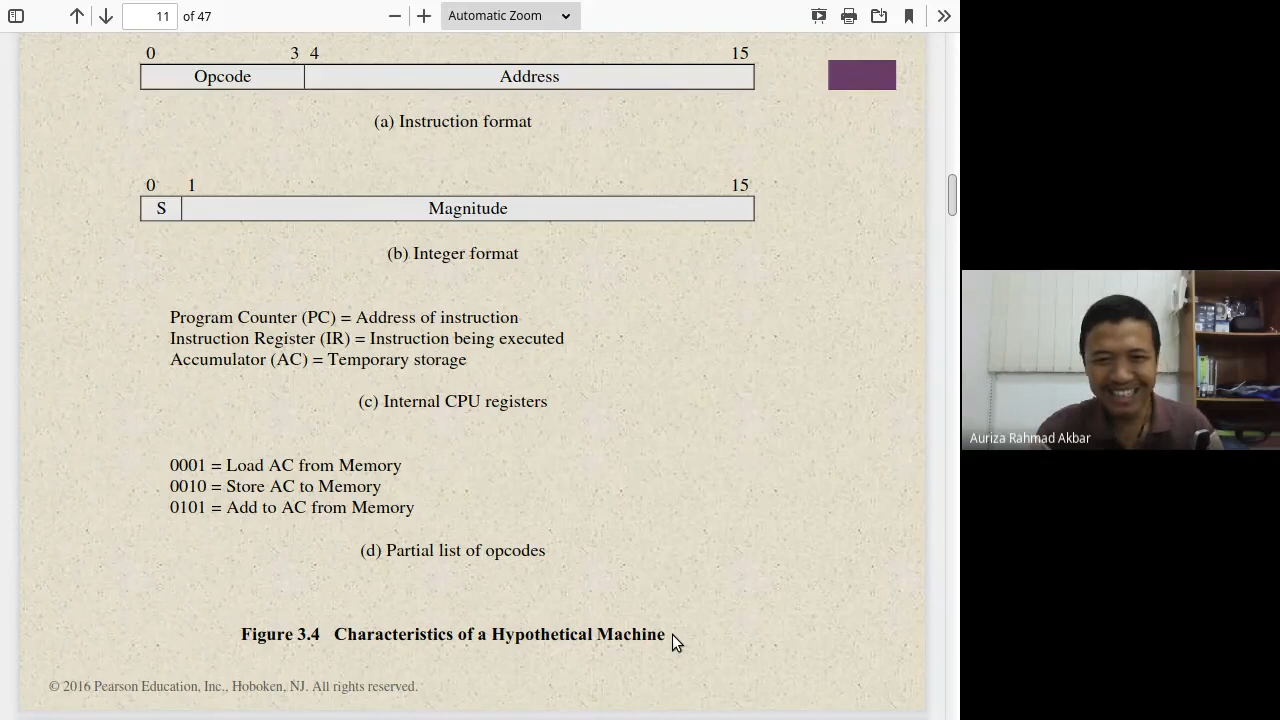 11 of 47
Automatic Zoom
0 3 4 15
Opcode Address
(a) Instruction format
0 1 15
S Magnitude
(b) Integer format
Program Counter (PC) = Address of instruction
Instruction Register (IR) = Instruction being executed
Accumulator (AC) = Temporary storage
(c) Internal CPU registers
0001 = Load AC from Memory
0010 = Store AC to Memory
0101 = Add to AC from Memory
(d) Partial list of opcodes
Figure 3.4 Characteristics of a Hypothetical Machine
© 2016 Pearson Education, Inc., Hoboken, NJ. All rights reserved.
Auriza Rahmad Akbar